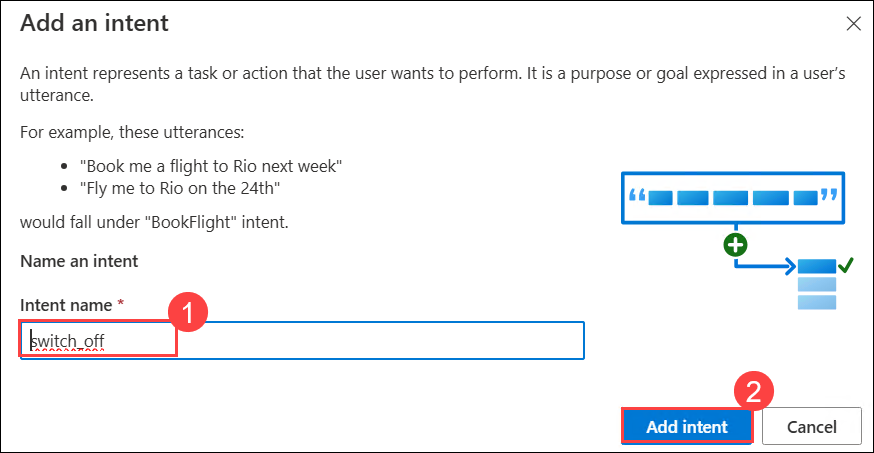 Add an intent
An intent represents a task or action that the user wants to perform. It is a purpose or goal expressed in a user's
utterance.
For example, these utterances:
• "Book me a flight to Rio next week"
• "Fly me to Rio on the 24th"
would fall under "BookFlight" intent.
Name an intent
Intent name *
1
switch_off
2
Add intent
Cancel